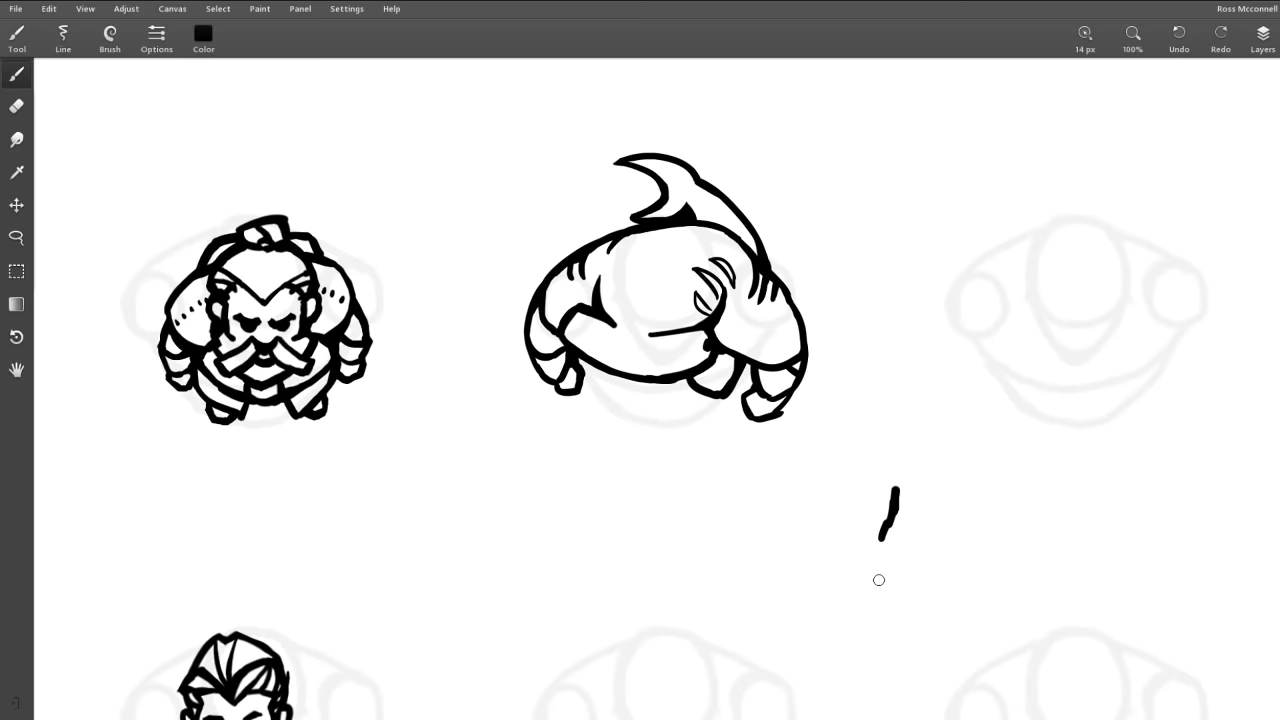 File Edit View Adjust Canvas Select Paint Panel Settings Help Ross Mcconnell
Tool Line Brush Options Color 14 px 100% Undo Redo Layers